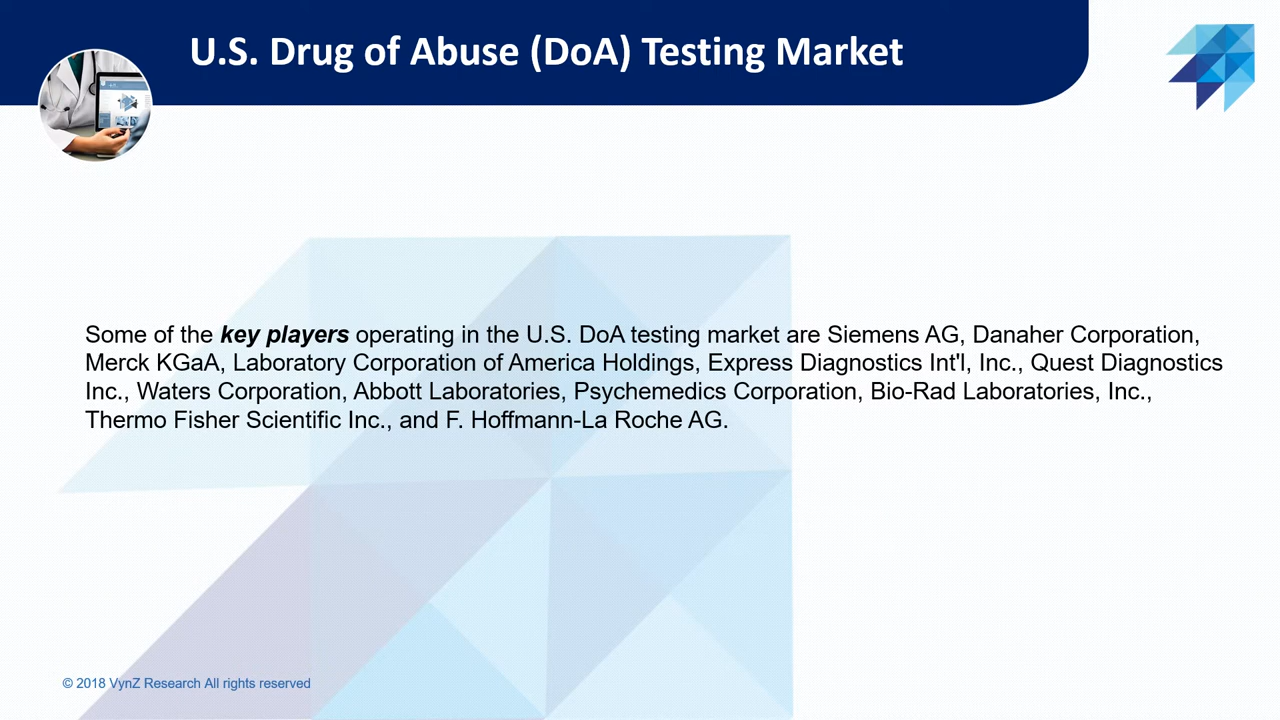 U.S. Drug of Abuse (DoA) Testing Market
Some of the key players operating in the U.S. DoA testing market are Siemens AG, Danaher Corporation,
Merck KGaA, Laboratory Corporation of America Holdings, Express Diagnostics Int'l, Inc., Quest Diagnostics
Inc., Waters Corporation, Abbott Laboratories, Psychemedics Corporation, Bio-Rad Laboratories, Inc.,
Thermo Fisher Scientific Inc., and F. Hoffmann-La Roche AG.
© 2018 VynZ Research All rights reserved